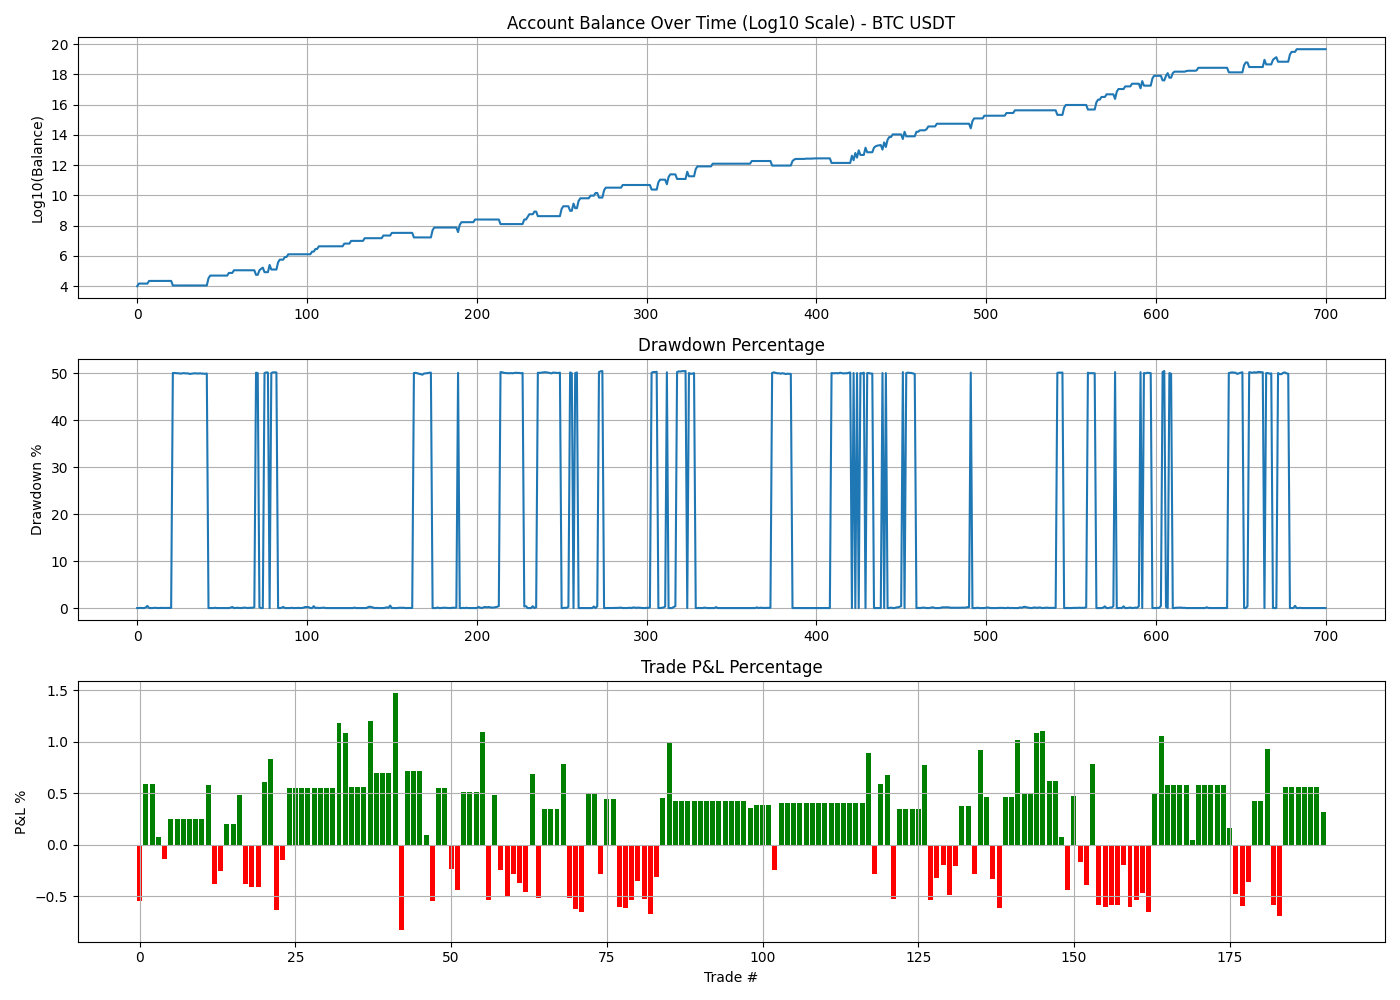 Account Balance Over Time (Log10 Scale) - BTC USDT
Log10(Balance)
20
18
16
14
12
10
8
6
4
0 100 200 300 400 500 600 700
Drawdown Percentage
Drawdown %
50
40
30
20
10
0
0 100 200 300 400 500 600 700
Trade P&L Percentage
P&L %
1.5
1.0
0.5
0.0
−0.5
0 25 50 75 100 125 150 175
Trade #